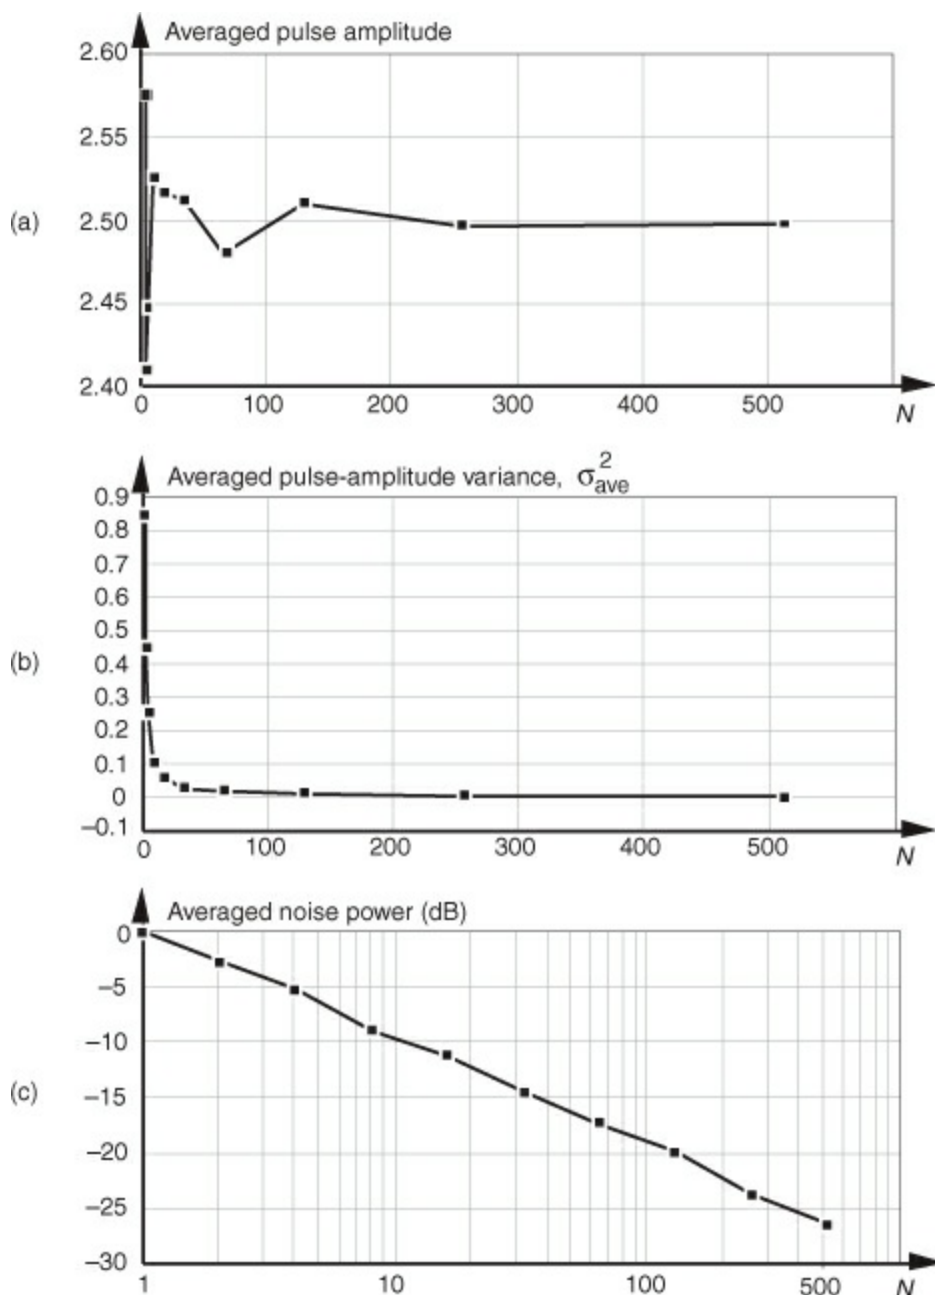 Averaged pulse amplitude
2.60
2.55
(a)
2.50
2.45
2.40
0 100 200 300 400 500 N
Averaged pulse-amplitude variance, σ²ave
0.9
0.8
0.7
0.6
0.5
(b)
0.4
0.3
0.2
0.1
0
–0.1
0 100 200 300 400 500 N
Averaged noise power (dB)
0
–5
–10
(c)
–15
–20
–25
–30
1 10 100 500 N